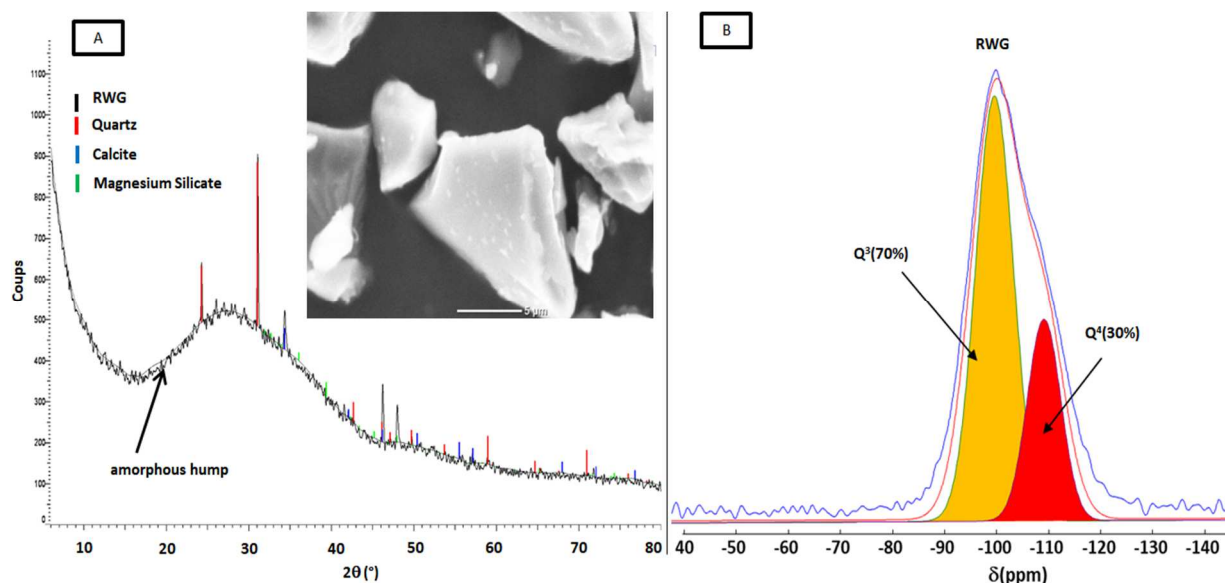 A
RWG
Quartz
Calcite
Magnesium Silicate
Coups
1100
1000
900
800
700
600
500
400
300
200
100
0
amorphous hump
5 µm
10
20
30
40
50
60
70
80
2θ (°)
B
RWG
Q³(70%)
Q⁴(30%)
40
-50
-60
-70
-80
-90
-100
-110
-120
-130
-140
δ(ppm)